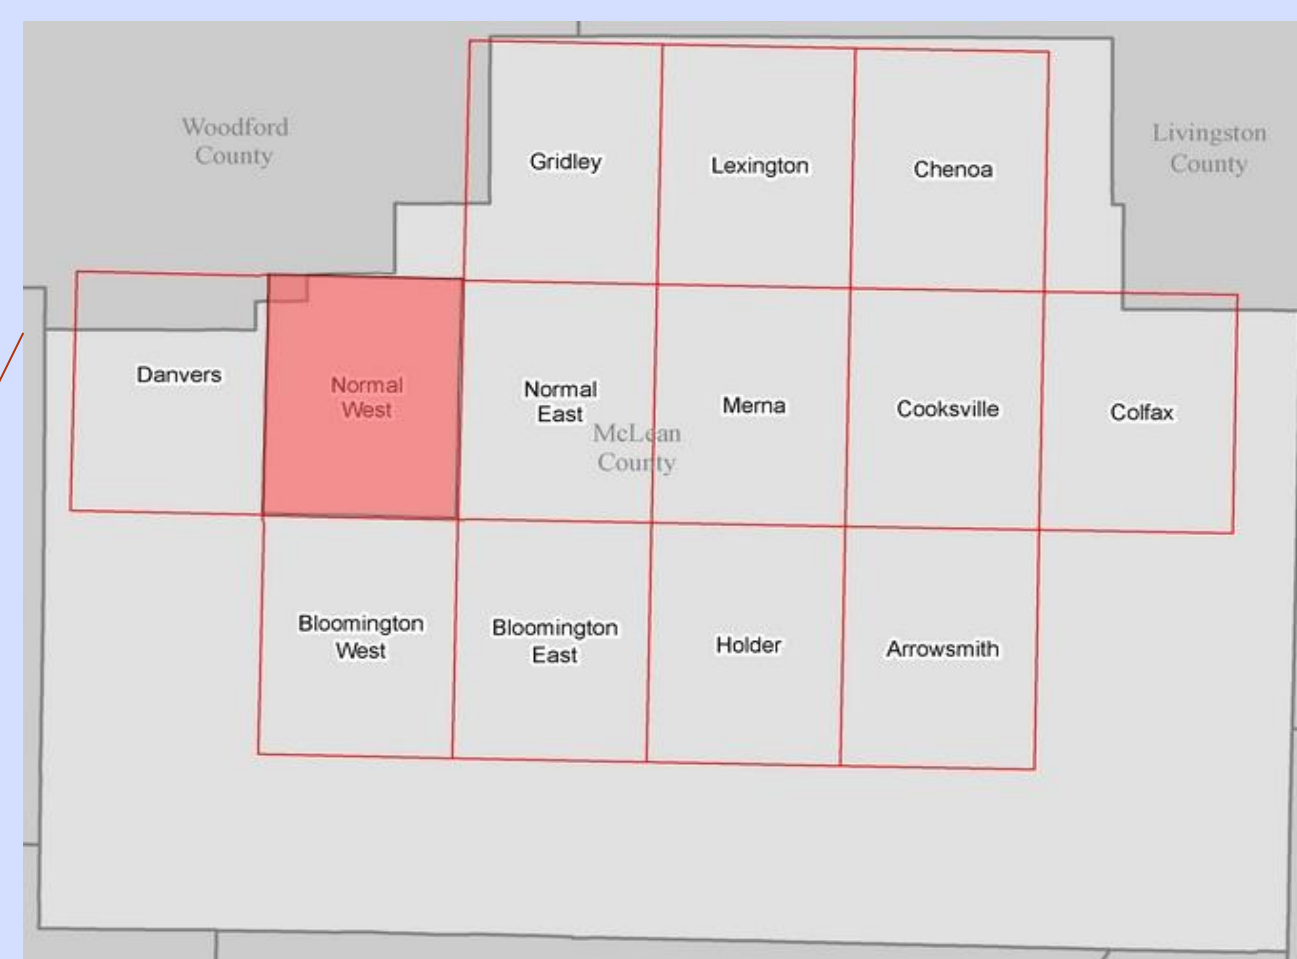 Woodford
County
Livingston
County
Gridley
Lexington
Chenoa
Danvers
Normal
West
Normal
East
Merna
Cooksville
Colfax
McLean
County
Bloomington
West
Bloomington
East
Holder
Arrowsmith